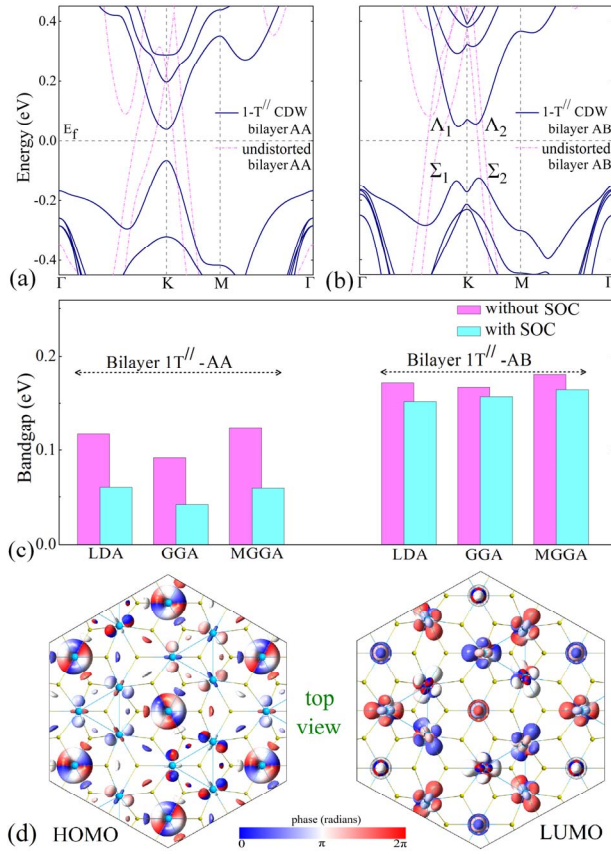 0.4
0.2
0.0
-0.2
-0.4
Energy (eV)
E_f
1-T'' CDW
bilayer AA
undistorted
bilayer AA
(a)
Γ
K
M
Γ
Λ1
Λ2
Σ1
Σ2
1-T'' CDW
bilayer AB
undistorted
bilayer AB
(b)
Γ
K
M
Γ
without SOC
with SOC
Bilayer 1T'' -AA
Bilayer 1T'' -AB
0.2
0.1
0.0
Bandgap (eV)
(c)
LDA GGA MGGA
LDA GGA MGGA
top
view
(d)
HOMO
phase (radians)
0 π 2π
LUMO